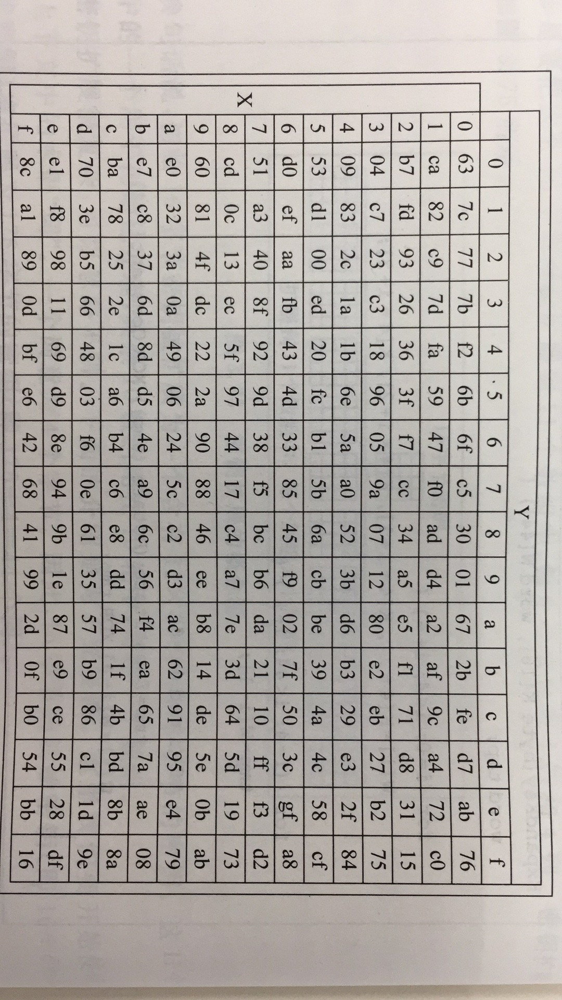 Y
0 1 2 3 4 5 6 7 8 9 a b c d e f
0 63 7c 77 7b f2 6b 6f c5 30 01 67 2b fe d7 ab 76
1 ca 82 c9 7d fa 59 47 f0 ad d4 a2 af 9c a4 72 c0
2 b7 fd 93 26 36 3f f7 cc 34 a5 e5 f1 71 d8 31 15
3 04 c7 23 c3 18 96 05 9a 07 12 80 e2 eb 27 b2 75
4 09 83 2c 1a 1b 6e 5a a0 52 3b d6 b3 29 e3 2f 84
5 53 d1 00 ed 20 fc b1 5b 6a cb be 39 4a 4c 58 cf
6 d0 ef aa fb 43 4d 33 85 45 f9 02 7f 50 3c gf a8
X
7 51 a3 40 8f 92 9d 38 f5 bc b6 da 21 10 ff f3 d2
8 cd 0c 13 ec 5f 97 44 17 c4 a7 7e 3d 64 5d 19 73
9 60 81 4f dc 22 2a 90 88 46 ee b8 14 de 5e 0b ab
a e0 32 3a 0a 49 06 24 5c c2 d3 ac 62 91 95 e4 79
b e7 c8 37 6d 8d d5 4e a9 6c 56 f4 ea 65 7a ae 08
c ba 78 25 2e 1c a6 b4 c6 e8 dd 74 1f 4b bd 8b 8a
d 70 3e b5 66 48 03 f6 0e 61 35 57 b9 86 c1 1d 9e
e e1 f8 98 11 69 d9 8e 94 9b 1e 87 e9 ce 55 28 df
f 8c a1 89 0d bf e6 42 68 41 99 2d 0f b0 54 bb 16